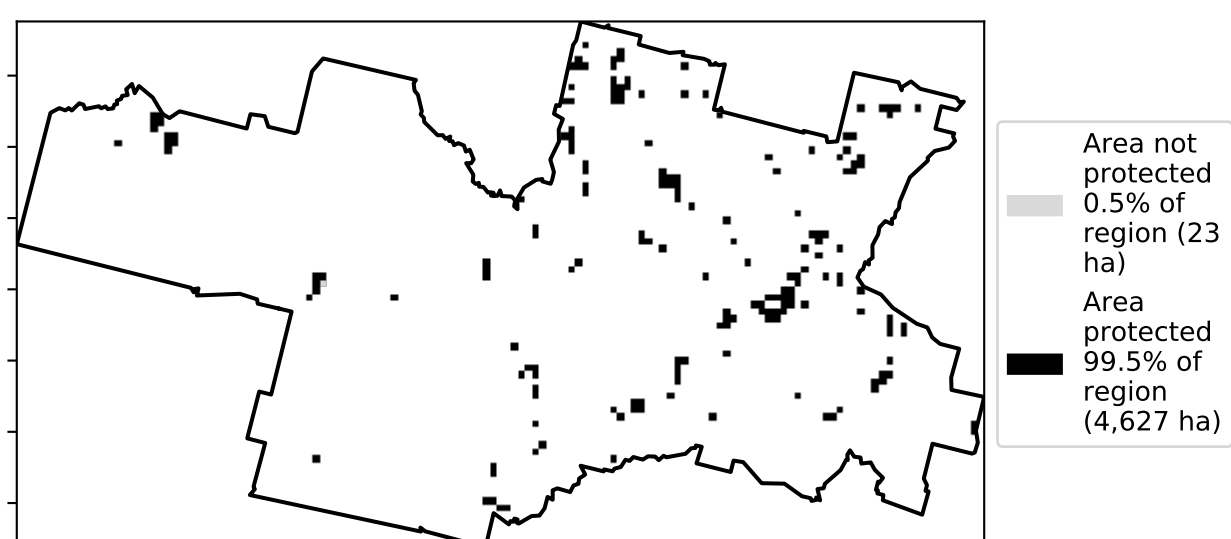 Area not
protected
0.5% of
region (23
ha)
Area
protected
99.5% of
region
(4,627 ha)